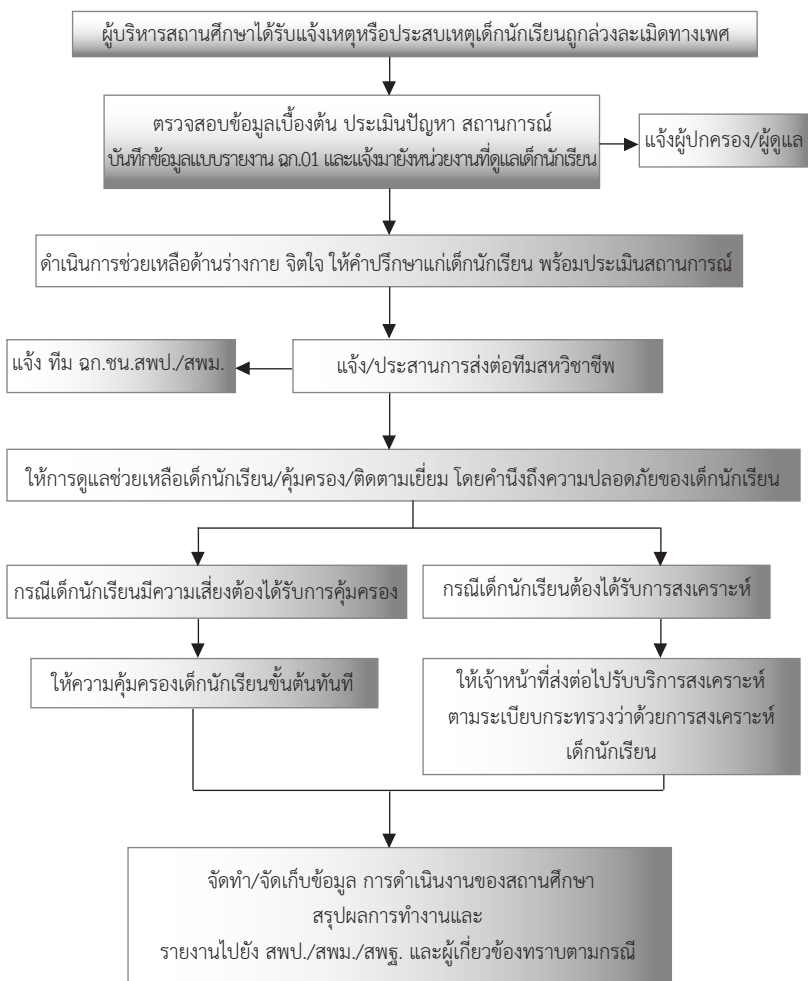 ผู้บริหารสถานศึกษาได้รับแจ้งเหตุหรือประสบเหตุเด็กนักเรียนถูกล่วงละเมิดทางเพศ
ตรวจสอบข้อมูลเบื้องต้น ประเมินปัญหา สถานการณ์
บันทึกข้อมูลแบบรายงาน ฉก.01 และแจ้งมายังหน่วยงานที่ดูแลเด็กนักเรียน
แจ้งผู้ปกครอง/ผู้ดูแล
ดำเนินการช่วยเหลือด้านร่างกาย จิตใจ ให้คำปรึกษาแก่เด็กนักเรียน พร้อมประเมินสถานการณ์
แจ้ง ทีม ฉก.ชน.สพป./สพม.
แจ้ง/ประสานการส่งต่อทีมสหวิชาชีพ
ให้การดูแลช่วยเหลือเด็กนักเรียน/คุ้มครอง/ติดตามเยี่ยม โดยคำนึงถึงความปลอดภัยของเด็กนักเรียน
กรณีเด็กนักเรียนมีความเสี่ยงต้องได้รับการคุ้มครอง
กรณีเด็กนักเรียนต้องได้รับการสงเคราะห์
ให้ความคุ้มครองเด็กนักเรียนขั้นต้นทันที
ให้เจ้าหน้าที่ส่งต่อไปรับบริการสงเคราะห์
ตามระเบียบกระทรวงว่าด้วยการสงเคราะห์
เด็กนักเรียน
จัดทำ/จัดเก็บข้อมูล การดำเนินงานของสถานศึกษา
สรุปผลการทำงานและ
รายงานไปยัง สพป./สพม./สพฐ. และผู้เกี่ยวข้องทราบตามกรณี